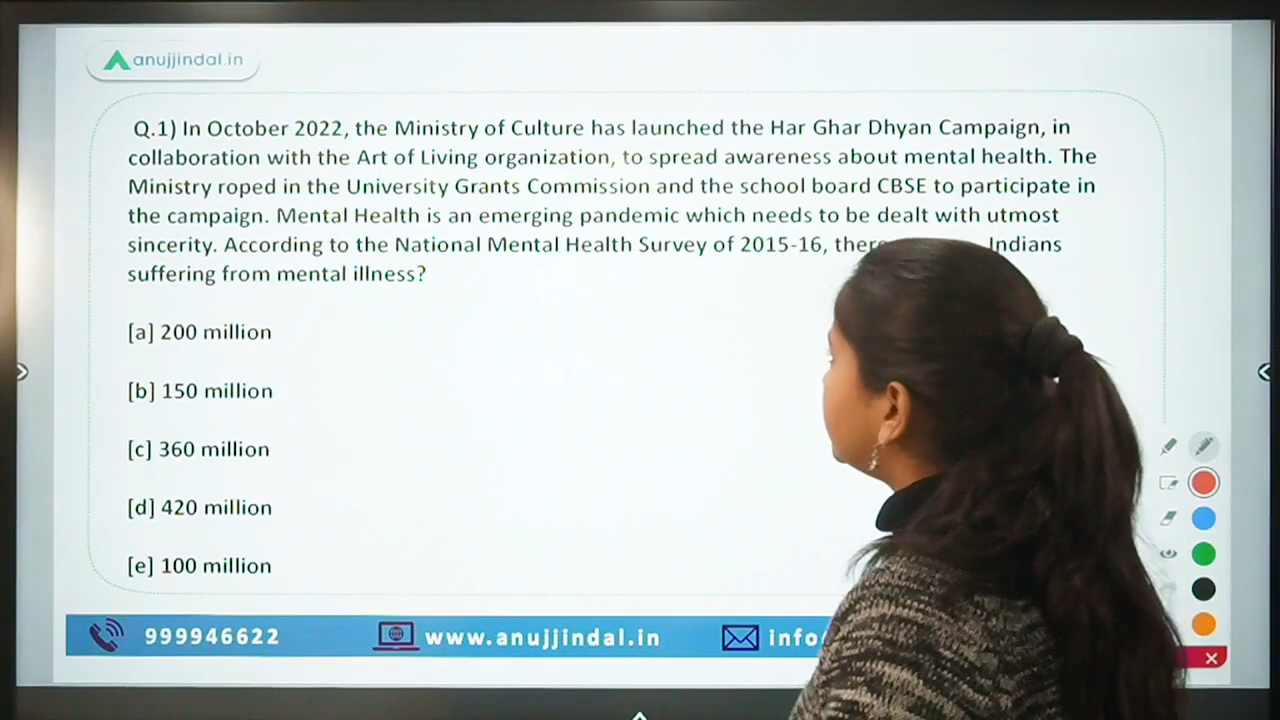 anujjindal.in
Q.1) In October 2022, the Ministry of Culture has launched the Har Ghar Dhyan Campaign, in
collaboration with the Art of Living organization, to spread awareness about mental health. The
Ministry roped in the University Grants Commission and the school board CBSE to participate in
the campaign. Mental Health is an emerging pandemic which needs to be dealt with utmost
sincerity. According to the National Mental Health Survey of 2015-16, Indians
suffering from mental illness?
[a] 200 million
[b] 150 million
[c] 360 million
[d] 420 million
[e] 100 million
999946622 www.anujjindal.in